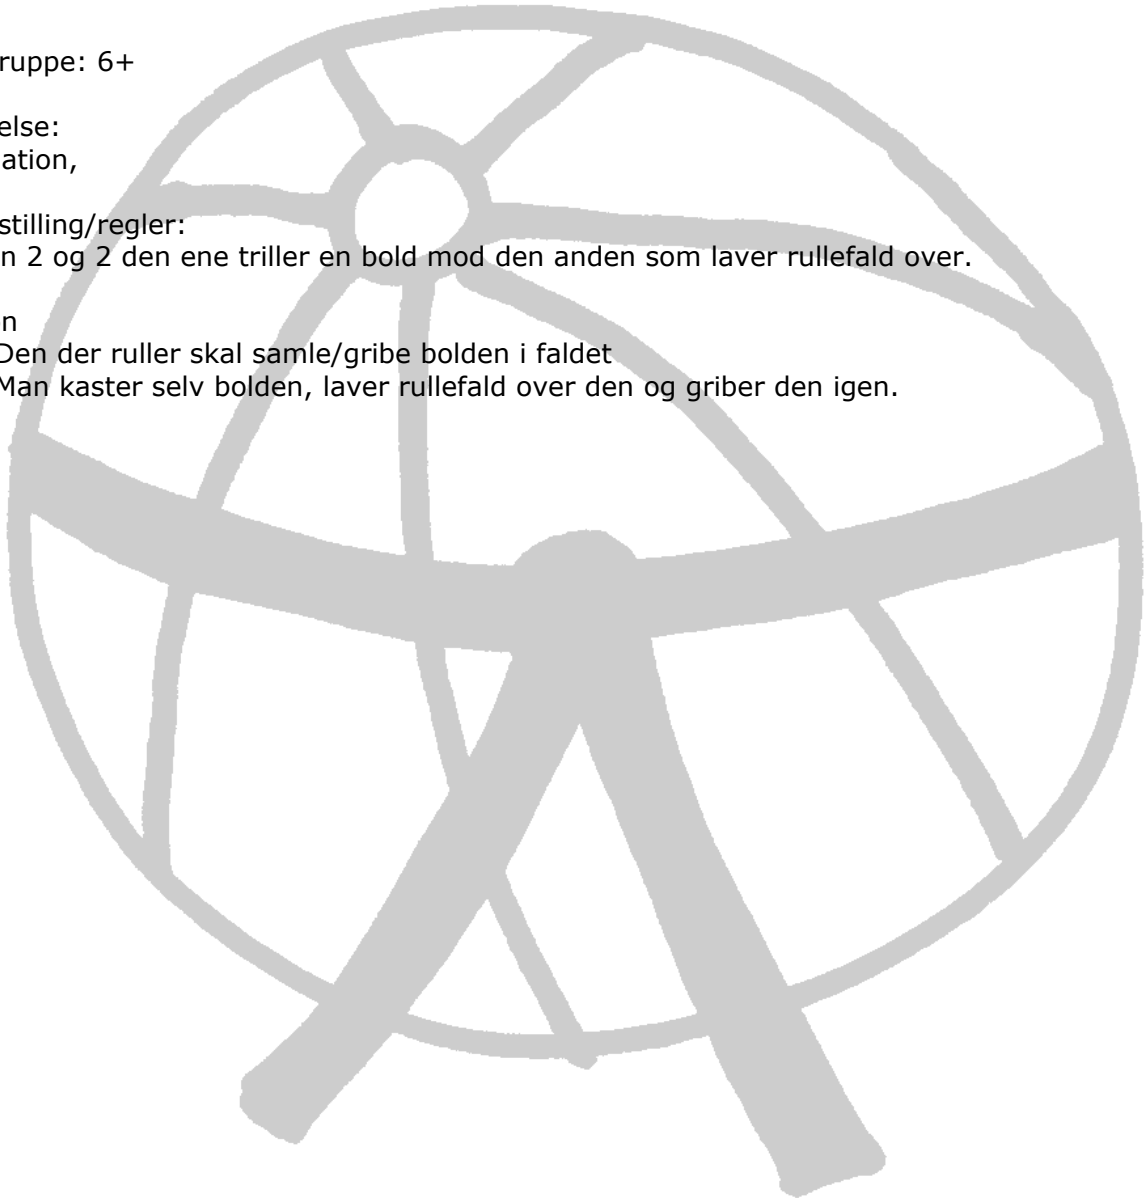 ruppe: 6+
else:
ation,
stilling/regler:
n 2 og 2 den ene triller en bold mod den anden som laver rullefald over.
n
Den der ruller skal samle/gribe bolden i faldet
Man kaster selv bolden, laver rullefald over den og griber den igen.